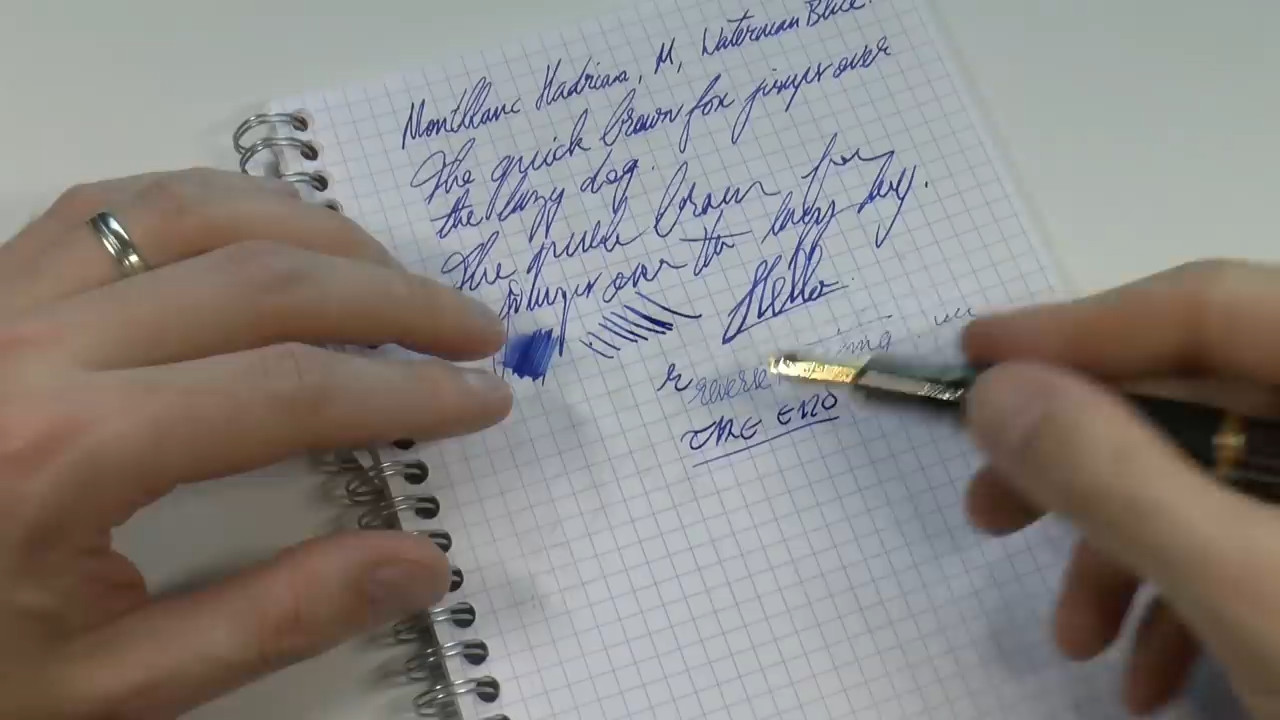 Montblanc Hadrian, M, Waterman Blue.
The quick brown fox jumps over
the lazy dog.
The quick brown fox
jumps over the lazy dog.
Hello.
r reverse
THE END